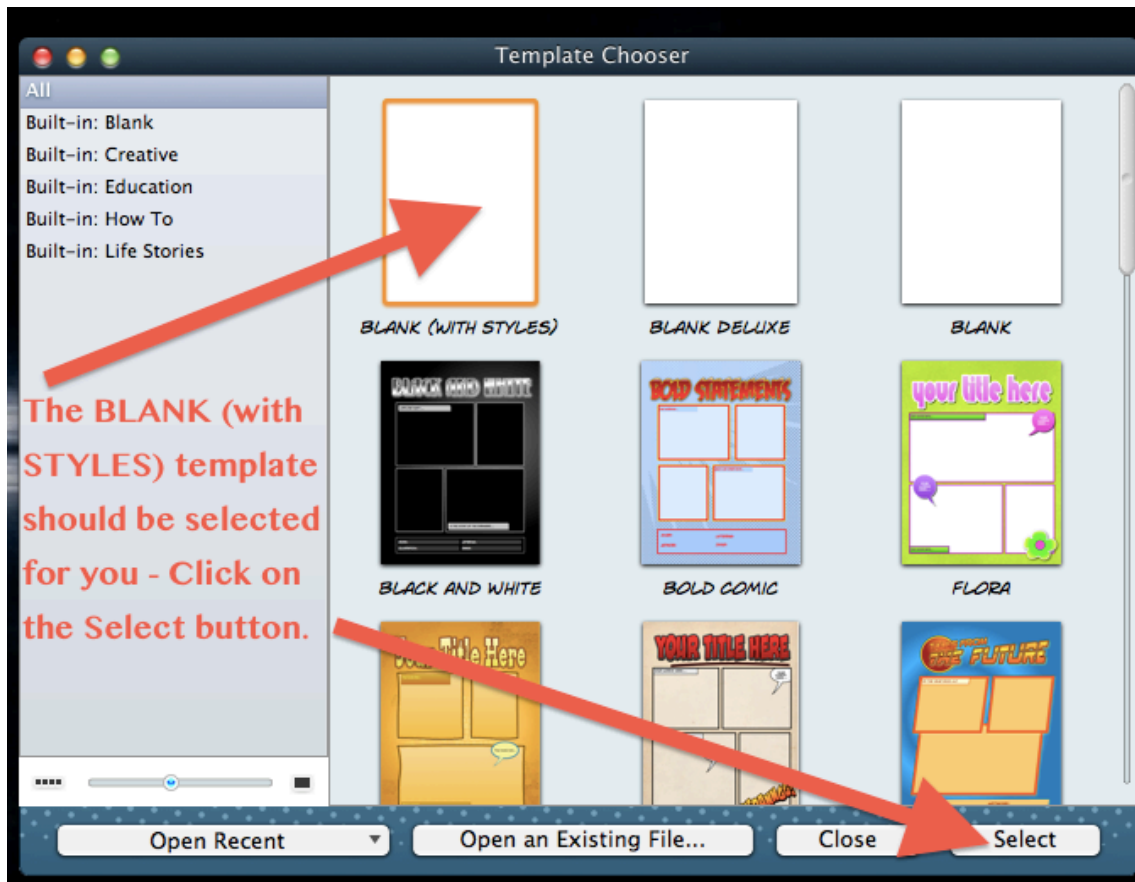 Template Chooser
All
Built-in: Blank
Built-in: Creative
Built-in: Education
Built-in: How To
Built-in: Life Stories
BLANK (WITH STYLES)
BLANK DELUXE
BLANK
The BLANK (with
STYLES) template
should be selected
for you - Click on
the Select button.
BLACK AND WHITE
BOLD STATEMENTS
your title here
BLACK AND WHITE
BOLD COMIC
FLORA
Your Title Here
YOUR TITLE HERE
FUTURE
Open Recent
Open an Existing File...
Close
Select